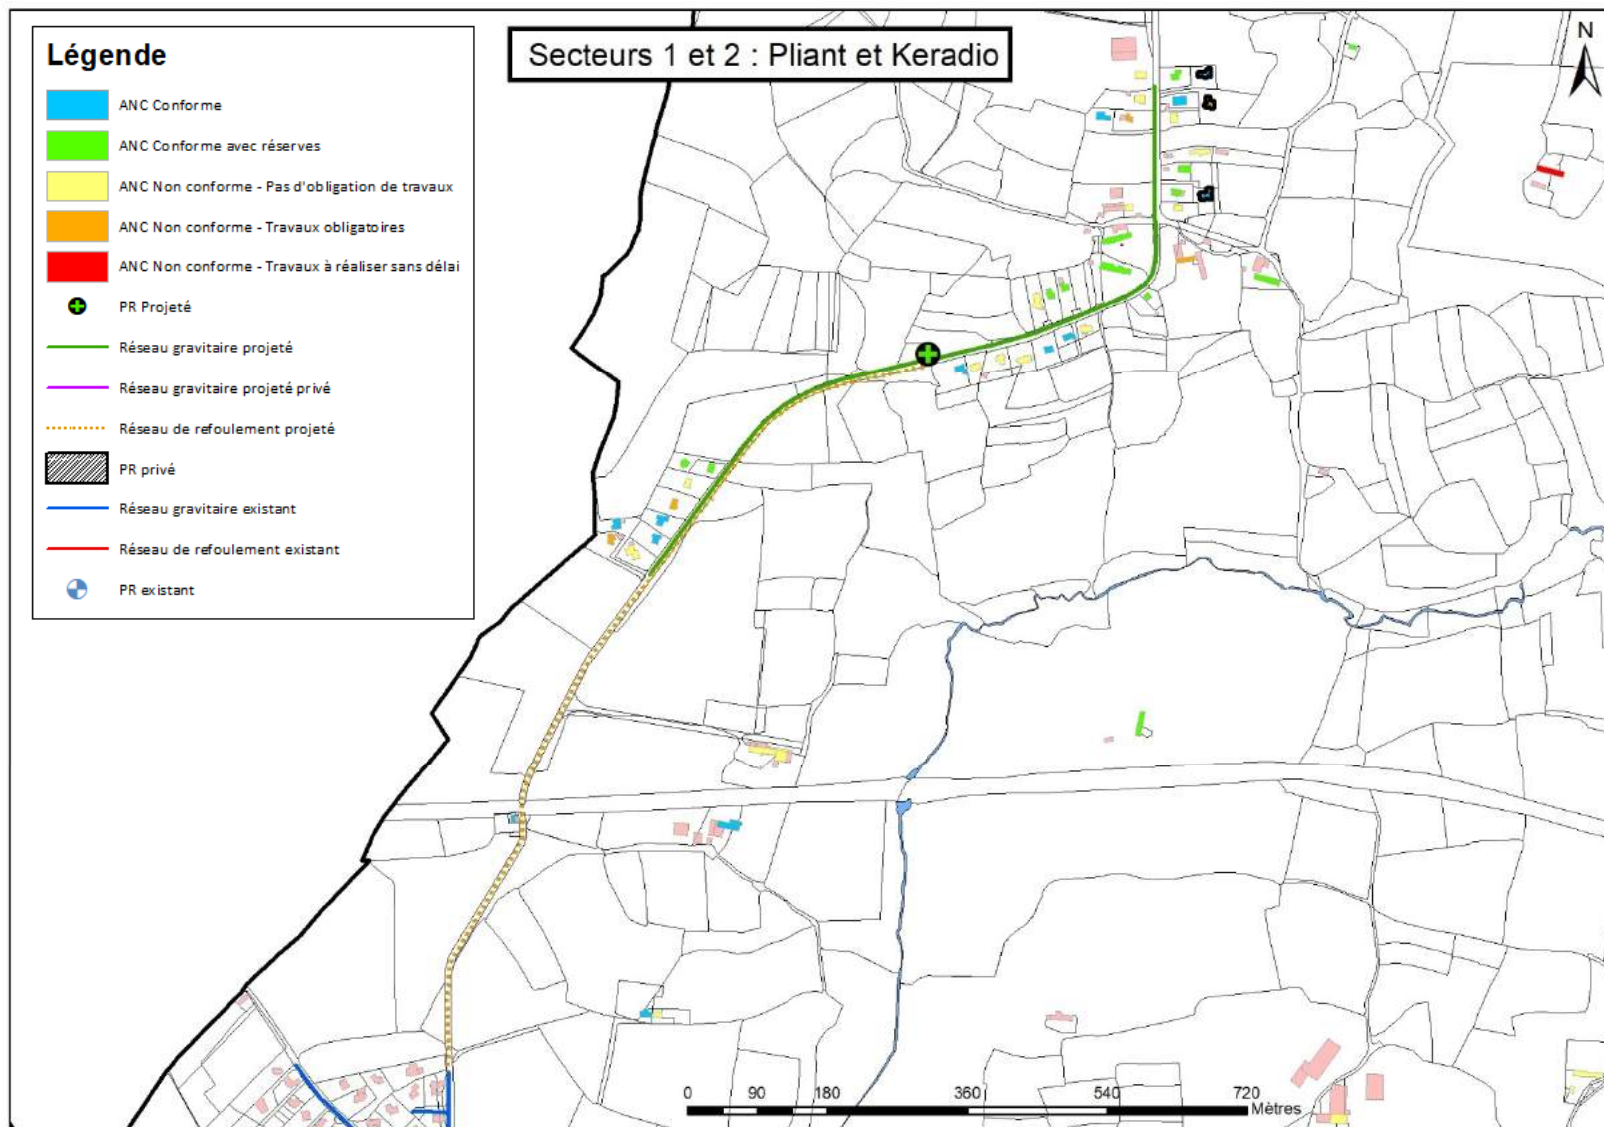 Légende
ANC Conforme
ANC Conforme avec réserves
ANC Non conforme - Pas d'obligation de travaux
ANC Non conforme - Travaux obligatoires
ANC Non conforme - Travaux à réaliser sans délai
PR Projeté
Réseau gravitaire projeté
Réseau gravitaire projeté privé
Réseau de refoulement projeté
PR privé
Réseau gravitaire existant
Réseau de refoulement existant
PR existant
Secteurs 1 et 2 : Pliant et Keradio
N
0 90 180 360 540 720
Mètres